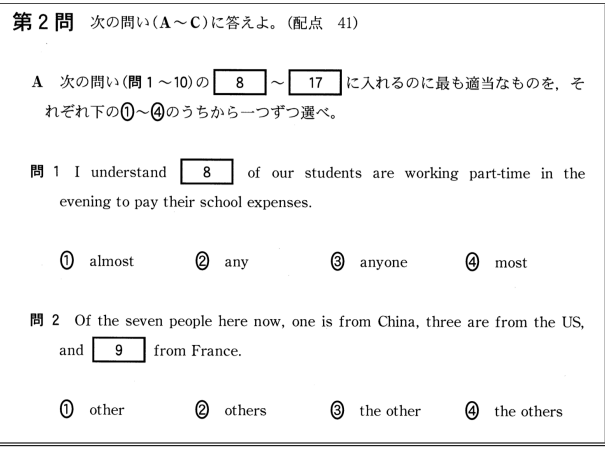 第2問 次の問い(A~C)に答えよ。(配点 41)
A 次の問い(問1~10)の 8 ~ 17 に入れるのに最も適当なものを,そ
れぞれ下の①~④のうちから一つずつ選べ。
問 1 I understand 8 of our students are working part-time in the
evening to pay their school expenses.
① almost ② any ③ anyone ④ most
問 2 Of the seven people here now, one is from China, three are from the US,
and 9 from France.
① other ② others ③ the other ④ the others